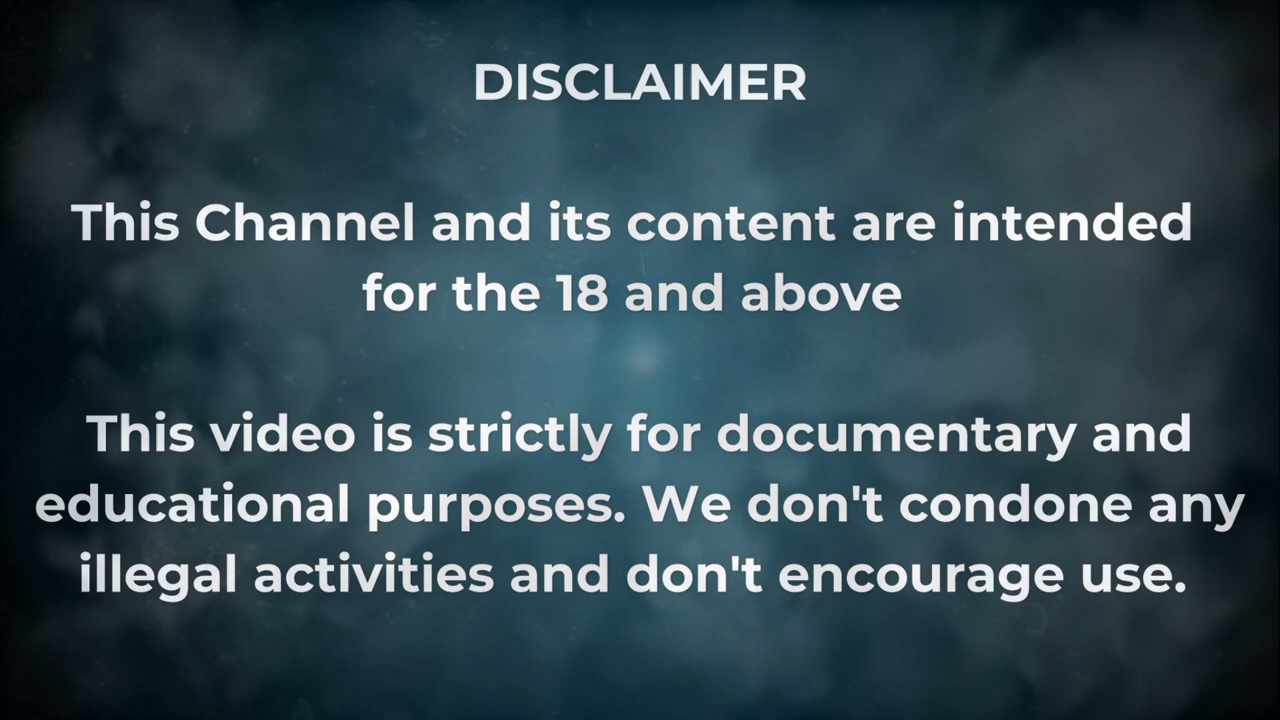 DISCLAIMER
This Channel and its content are intended
for the 18 and above
This video is strictly for documentary and
educational purposes. We don't condone any
illegal activities and don't encourage use.